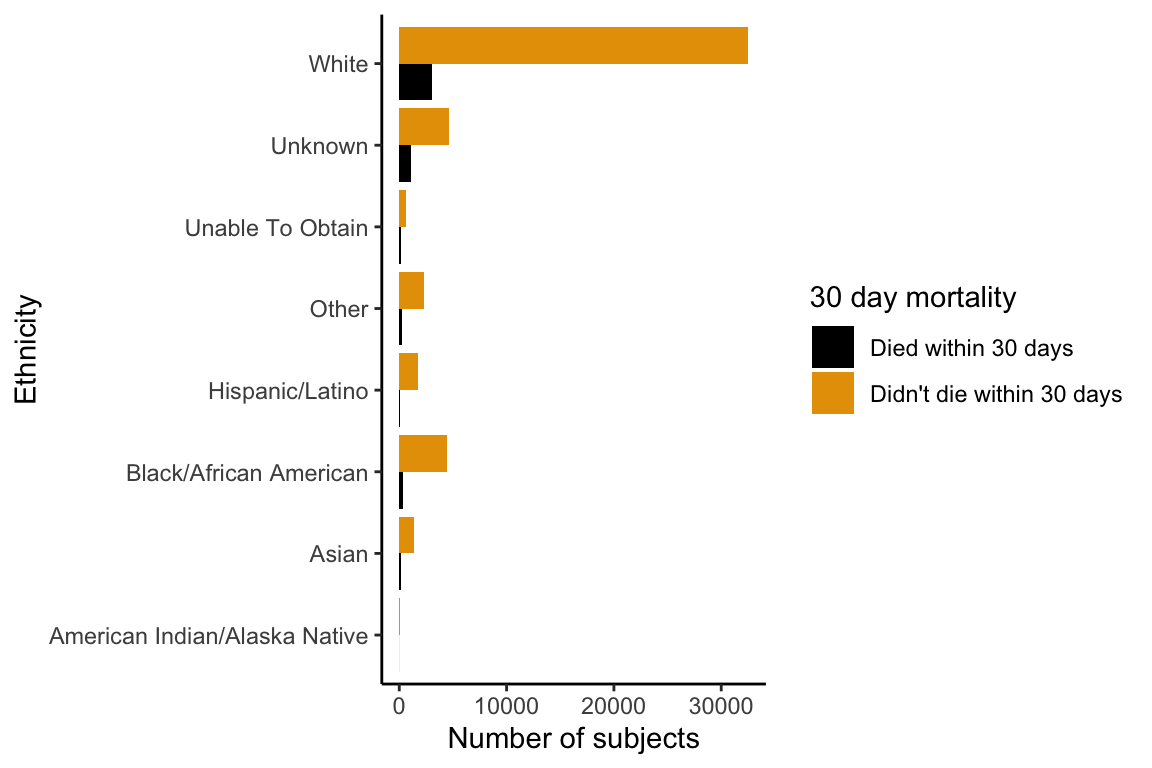 White
Unknown
Unable To Obtain
Other
Hispanic/Latino
Black/African American
Asian
American Indian/Alaska Native
Ethnicity
0 10000 20000 30000
Number of subjects
30 day mortality
Died within 30 days
Didn't die within 30 days